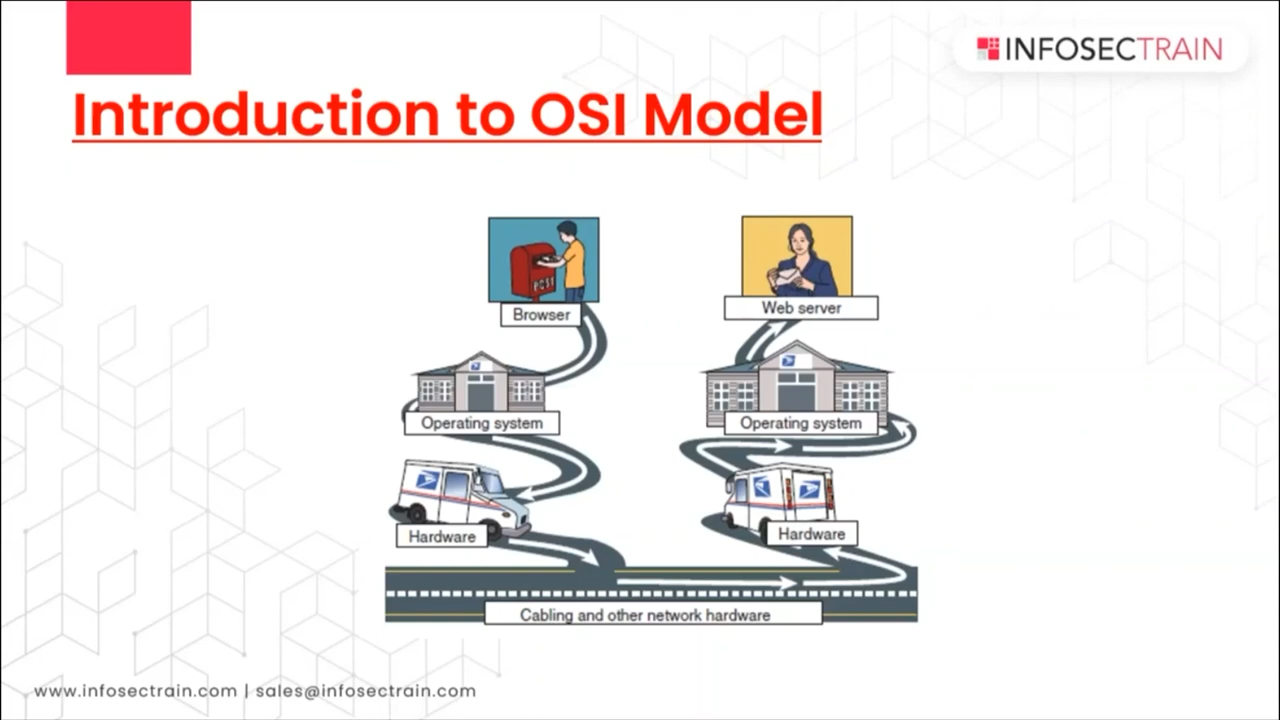 INFOSECTRAIN
Introduction to OSI Model
POST
Browser
Web server
Operating system
Operating system
Hardware
Hardware
Cabling and other network hardware
www.infosectrain.com | sales@infosectrain.com